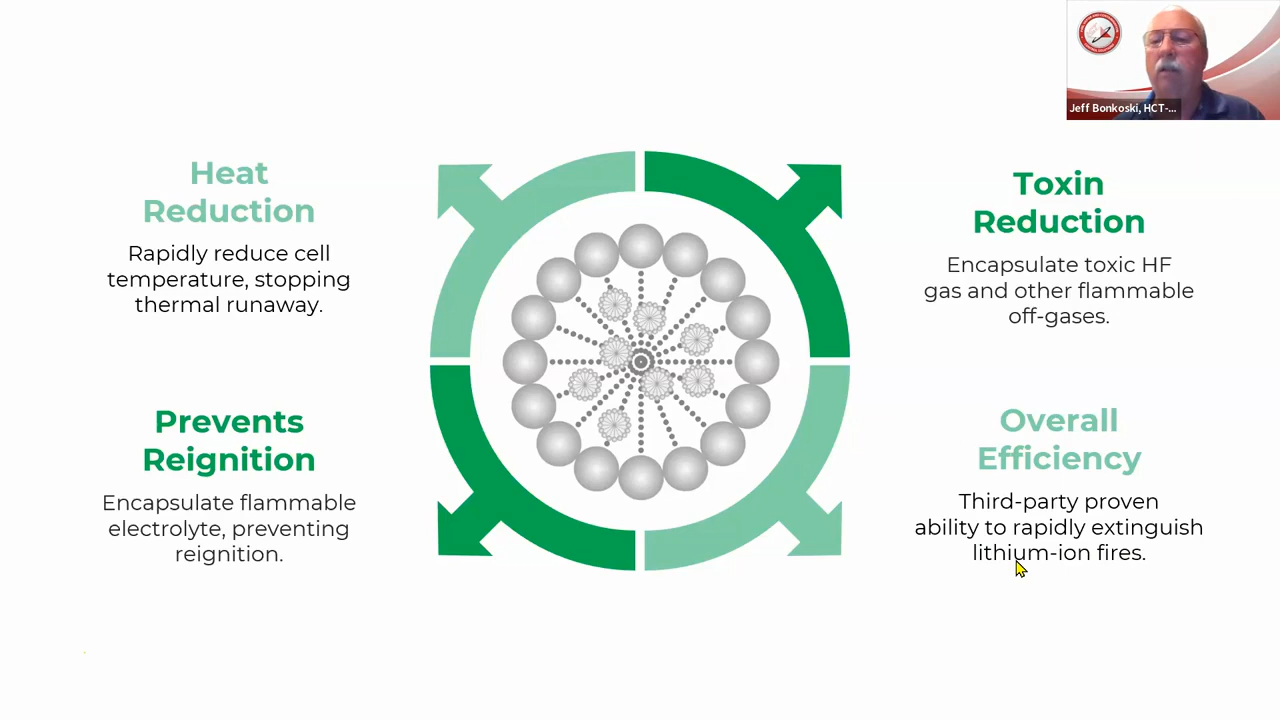 Jeff Bonkoski, HCT-...
Heat
Reduction
Rapidly reduce cell
temperature, stopping
thermal runaway.
Toxin
Reduction
Encapsulate toxic HF
gas and other flammable
off-gases.
Prevents
Reignition
Encapsulate flammable
electrolyte, preventing
reignition.
Overall
Efficiency
Third-party proven
ability to rapidly extinguish
lithium-ion fires.